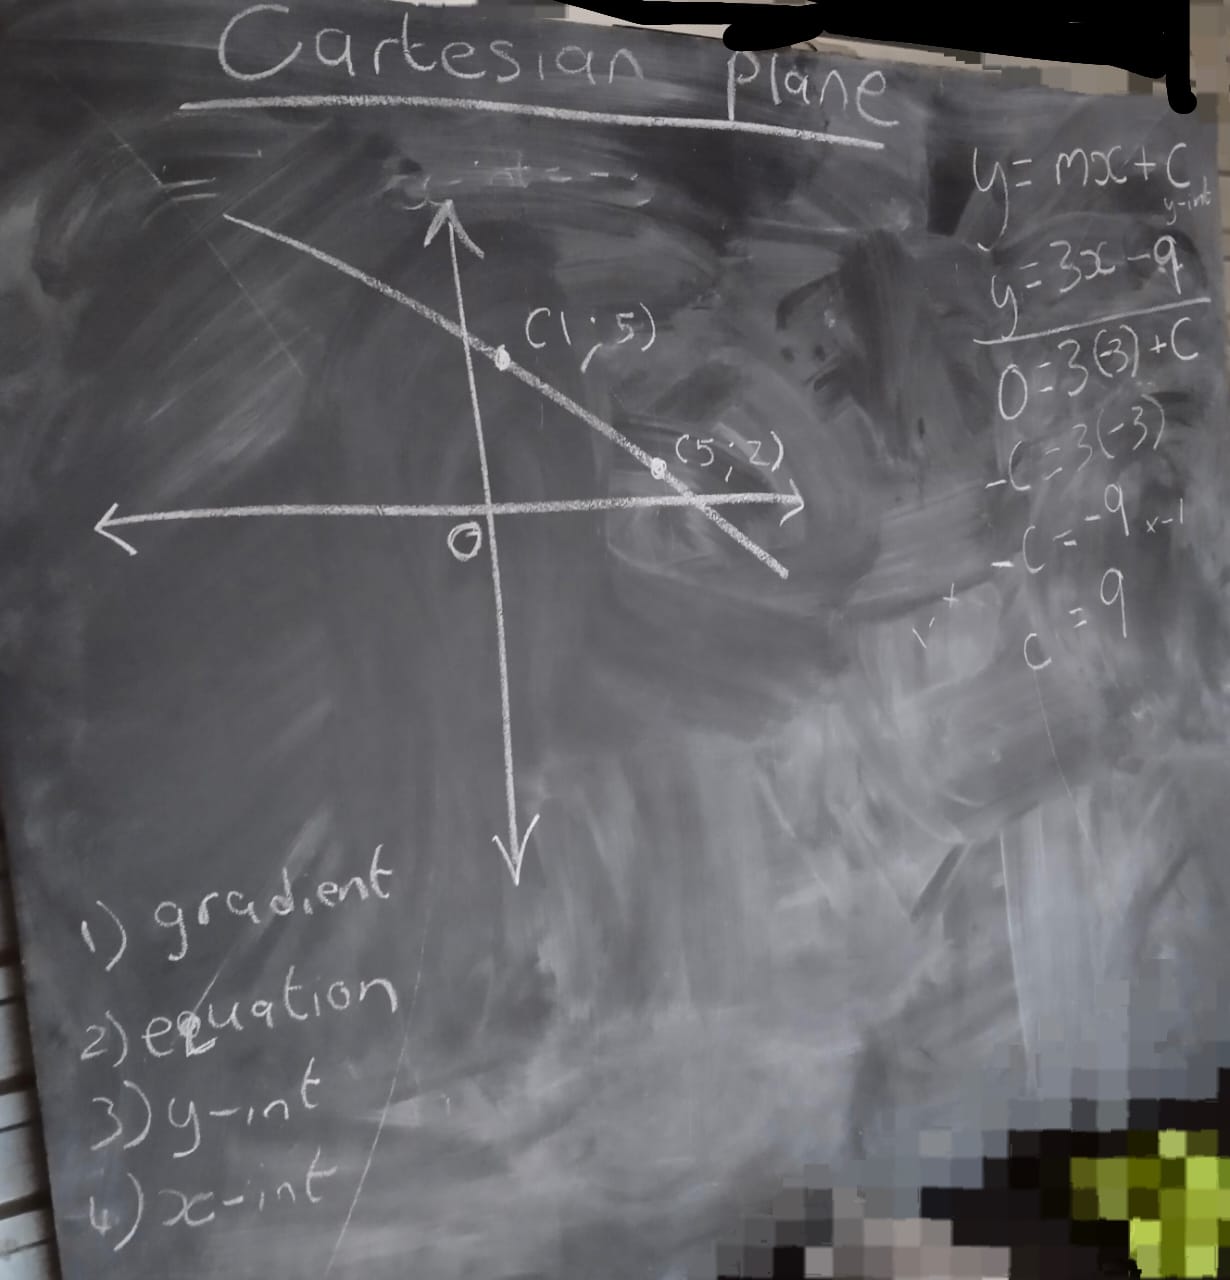 Cartesian plane
y = mx + c
y-int
y = 3x - 9
0 = 3(-3) + c
-c = 3(-3)
-c = -9 x-1
c = 9
(1;5)
(5;2)
0
1) gradient
2) equation
3) y-int
4) x-int